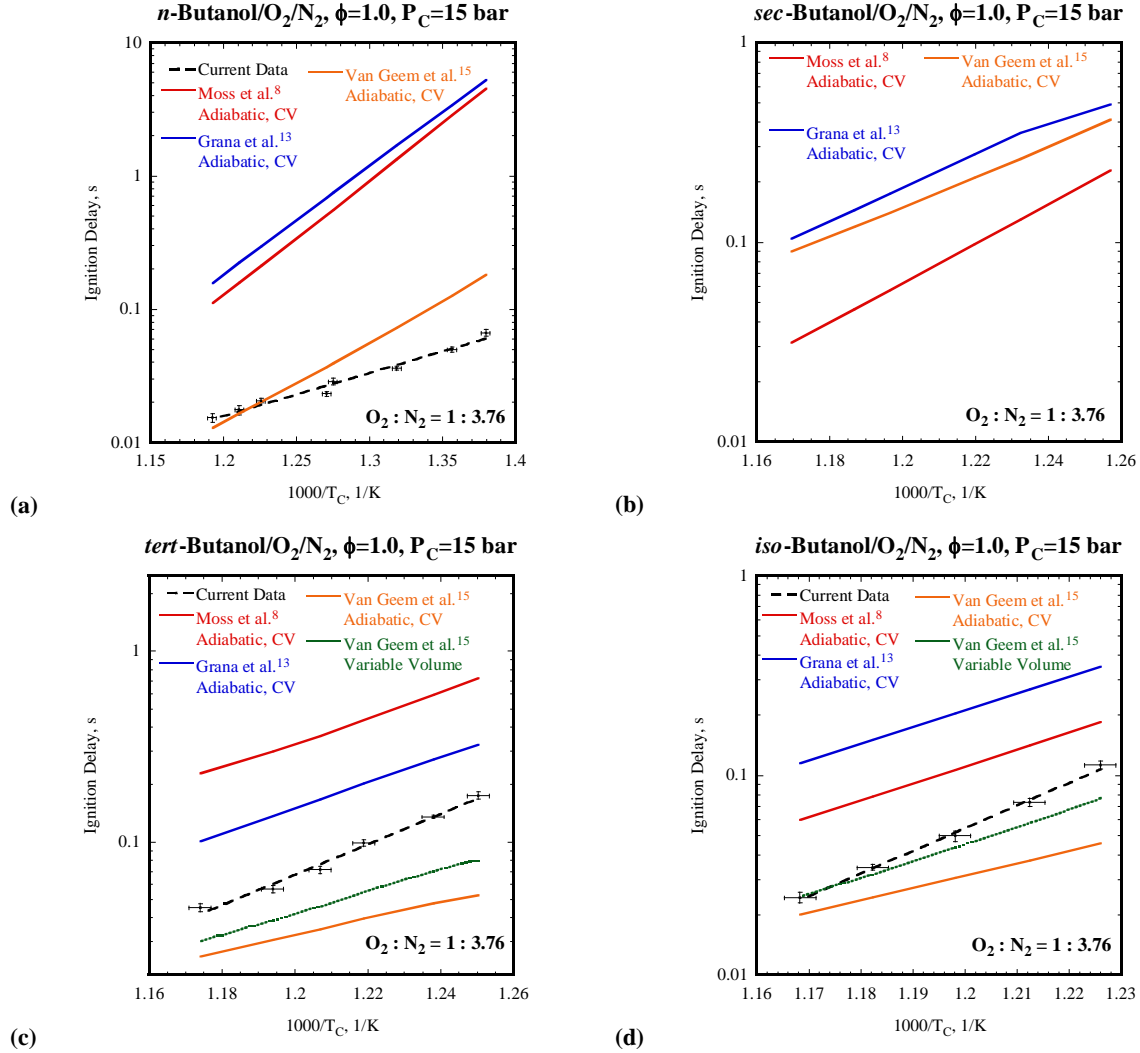 n-Butanol/O2/N2, ϕ=1.0, PC=15 bar
10
1
0.1
0.01
Ignition Delay, s
Current Data
Moss et al.8
Adiabatic, CV
Grana et al.13
Adiabatic, CV
Van Geem et al.15
Adiabatic, CV
O2 : N2 = 1 : 3.76
1.15 1.2 1.25 1.3 1.35 1.4
1000/TC, 1/K
(a)
sec-Butanol/O2/N2, ϕ=1.0, PC=15 bar
1
0.1
0.01
Ignition Delay, s
Moss et al.8
Adiabatic, CV
Grana et al.13
Adiabatic, CV
Van Geem et al.15
Adiabatic, CV
O2 : N2 = 1 : 3.76
1.16 1.18 1.2 1.22 1.24 1.26
1000/TC, 1/K
(b)
tert-Butanol/O2/N2, ϕ=1.0, PC=15 bar
1
0.1
Ignition Delay, s
Current Data
Moss et al.8
Adiabatic, CV
Grana et al.13
Adiabatic, CV
Van Geem et al.15
Adiabatic, CV
Van Geem et al.15
Variable Volume
O2 : N2 = 1 : 3.76
1.16 1.18 1.2 1.22 1.24 1.26
1000/TC, 1/K
(c)
iso-Butanol/O2/N2, ϕ=1.0, PC=15 bar
1
0.1
0.01
Ignition Delay, s
Current Data
Moss et al.8
Adiabatic, CV
Grana et al.13
Adiabatic, CV
Van Geem et al.15
Adiabatic, CV
Van Geem et al.15
Variable Volume
O2 : N2 = 1 : 3.76
1.16 1.17 1.18 1.19 1.2 1.21 1.22 1.23
1000/TC, 1/K
(d)